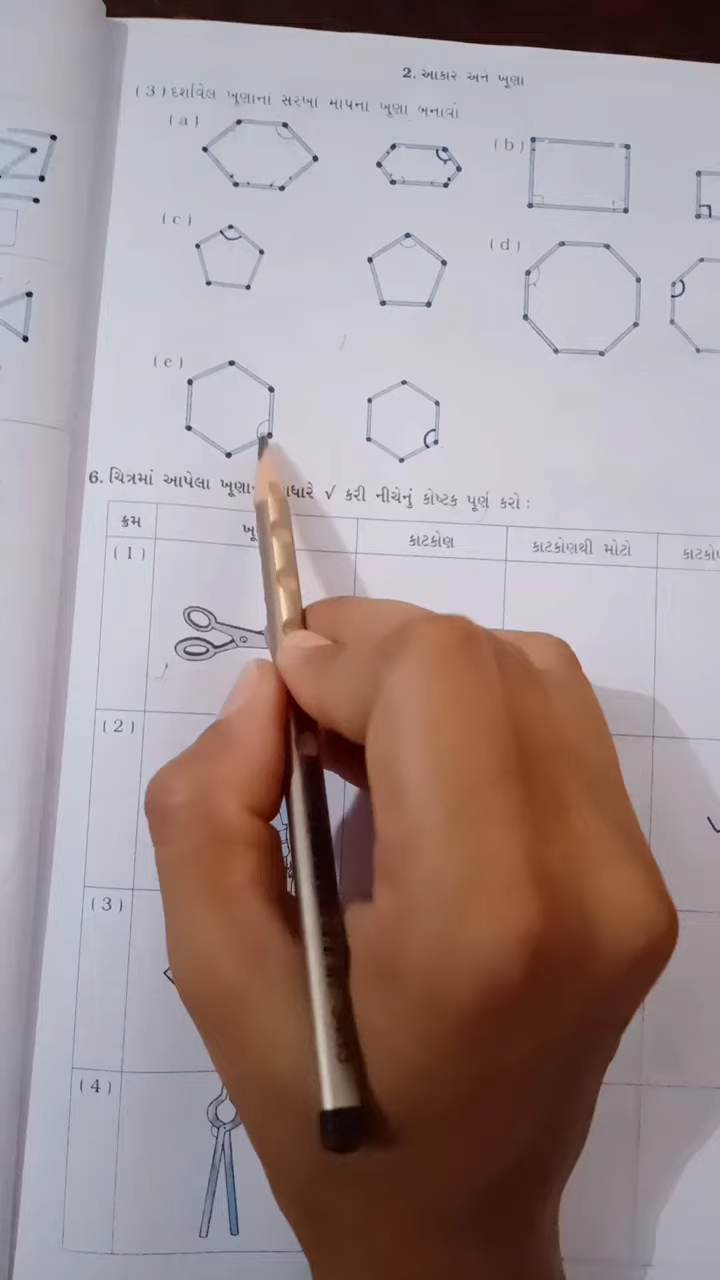 2. આકાર અને ખૂણા
(3) દર્શાવેલ ખૂણાનાં સરખા માપના ખૂણા બનાવો
(a)
(b)
(c)
(d)
(e)
6. ચિત્રમાં આપેલા √ કરી નીચેનું કોષ્ટક પૂર્ણ કરો :
ક્રમ કાટકોણ કાટકોણથી મોટો
(1)
(2)
(3)
(4)